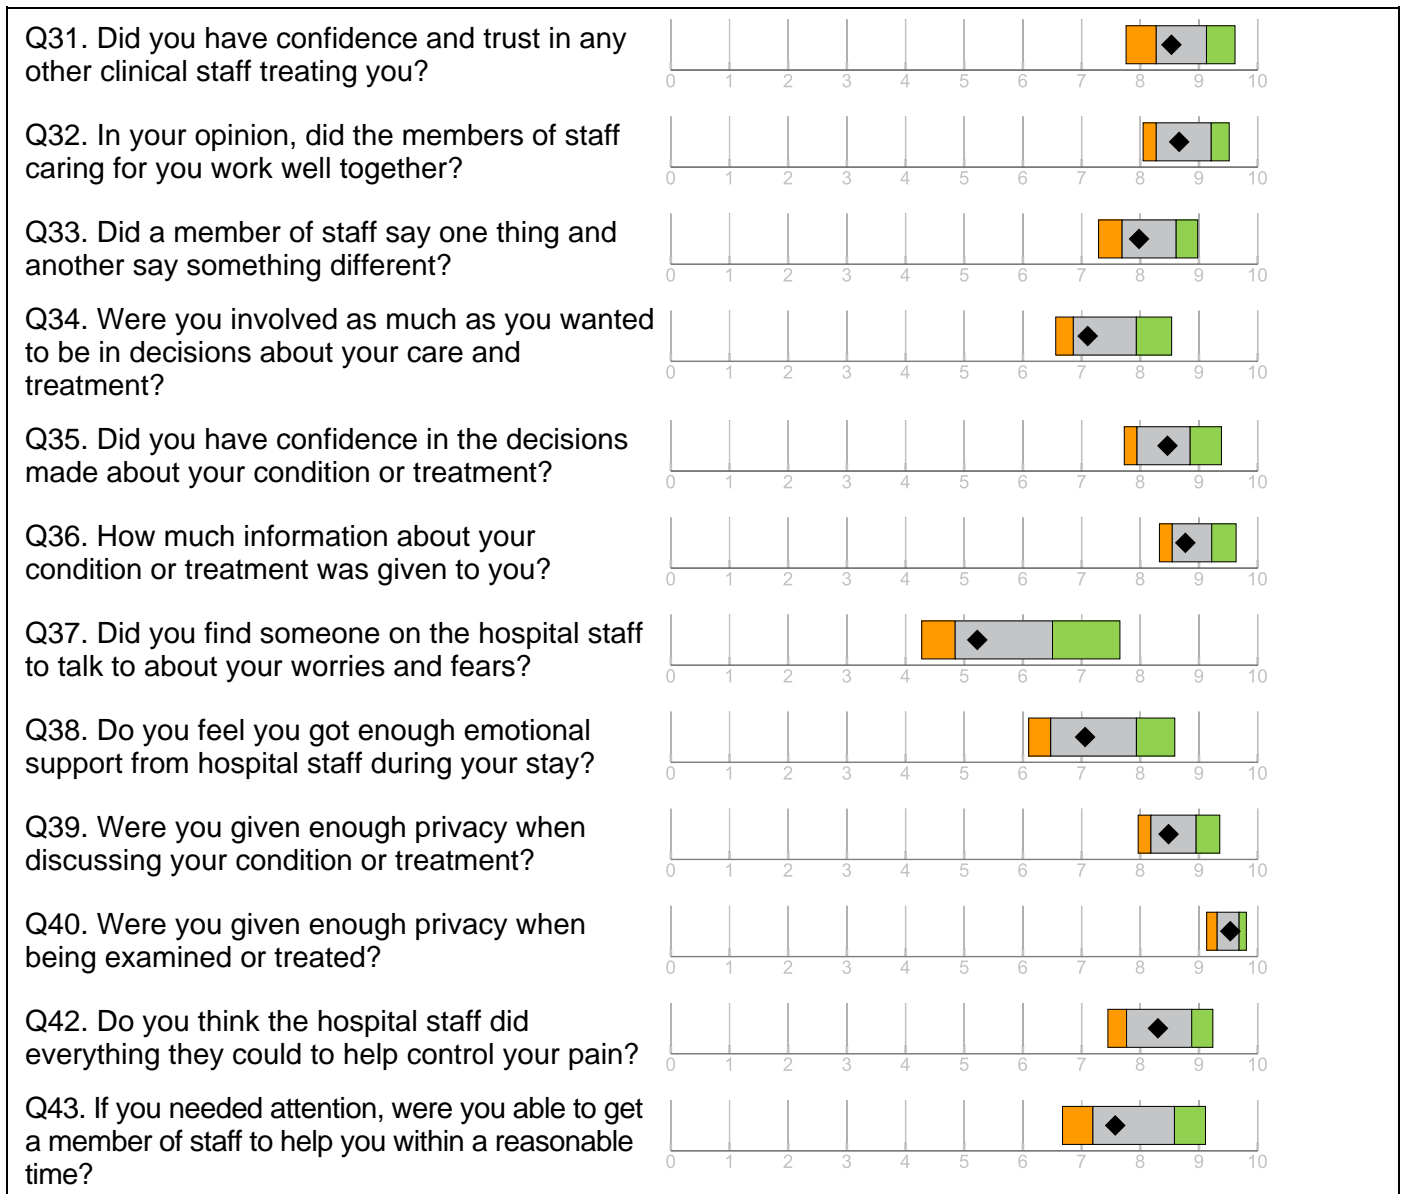 Q31. Did you have confidence and trust in any
other clinical staff treating you?
0 1 2 3 4 5 6 7 8 9 10
Q32. In your opinion, did the members of staff
caring for you work well together?
0 1 2 3 4 5 6 7 8 9 10
Q33. Did a member of staff say one thing and
another say something different?
0 1 2 3 4 5 6 7 8 9 10
Q34. Were you involved as much as you wanted
to be in decisions about your care and
treatment?
0 1 2 3 4 5 6 7 8 9 10
Q35. Did you have confidence in the decisions
made about your condition or treatment?
0 1 2 3 4 5 6 7 8 9 10
Q36. How much information about your
condition or treatment was given to you?
0 1 2 3 4 5 6 7 8 9 10
Q37. Did you find someone on the hospital staff
to talk to about your worries and fears?
0 1 2 3 4 5 6 7 8 9 10
Q38. Do you feel you got enough emotional
support from hospital staff during your stay?
0 1 2 3 4 5 6 7 8 9 10
Q39. Were you given enough privacy when
discussing your condition or treatment?
0 1 2 3 4 5 6 7 8 9 10
Q40. Were you given enough privacy when
being examined or treated?
0 1 2 3 4 5 6 7 8 9 10
Q42. Do you think the hospital staff did
everything they could to help control your pain?
0 1 2 3 4 5 6 7 8 9 10
Q43. If you needed attention, were you able to get
a member of staff to help you within a reasonable
time?
0 1 2 3 4 5 6 7 8 9 10